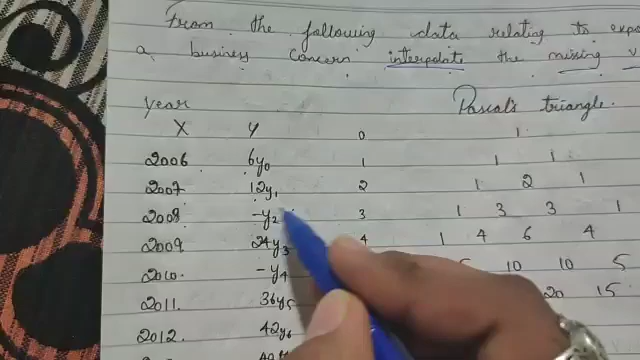 From the following data relating to
a business concern interpolate the missing
year Pascal's triangle.
X y 0 1
2006 6y₀ 1 1 1
2007 12y₁ 2 1 2 1
2008 -y₂ 3 1 3 3 1
2009 24y₃ 4 1 4 6 4
2010 -y₄ 5 10 10 5
2011 36y₅ 20 15
2012 42y₆